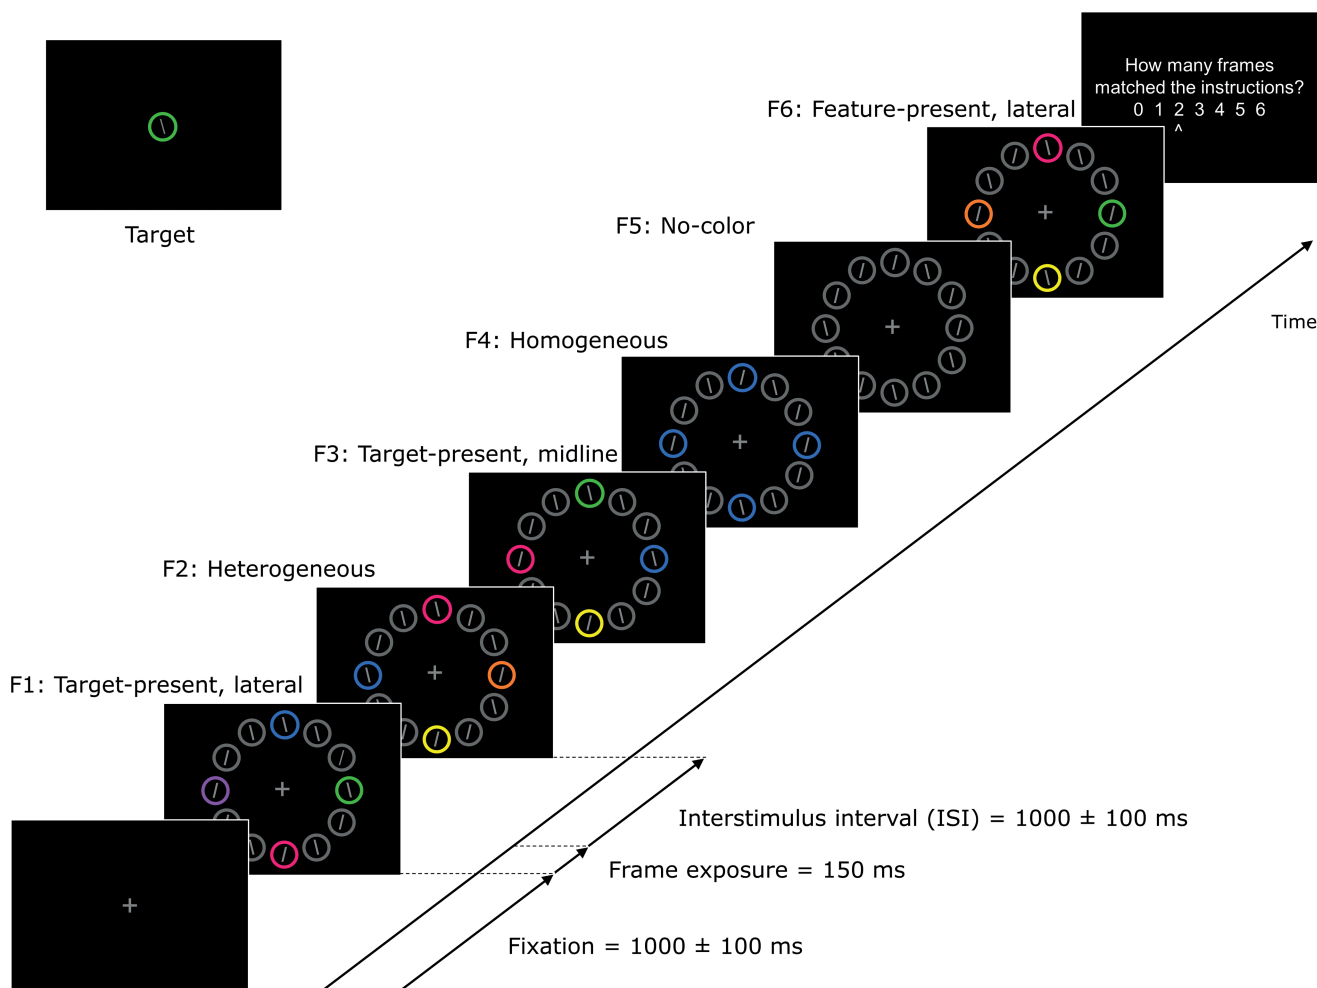 How many frames
matched the instructions?
0 1 2 3 4 5 6
^
F6: Feature-present, lateral
Target
F5: No-color
Time
F4: Homogeneous
F3: Target-present, midline
F2: Heterogeneous
F1: Target-present, lateral
Interstimulus interval (ISI) = 1000 ± 100 ms
Frame exposure = 150 ms
Fixation = 1000 ± 100 ms